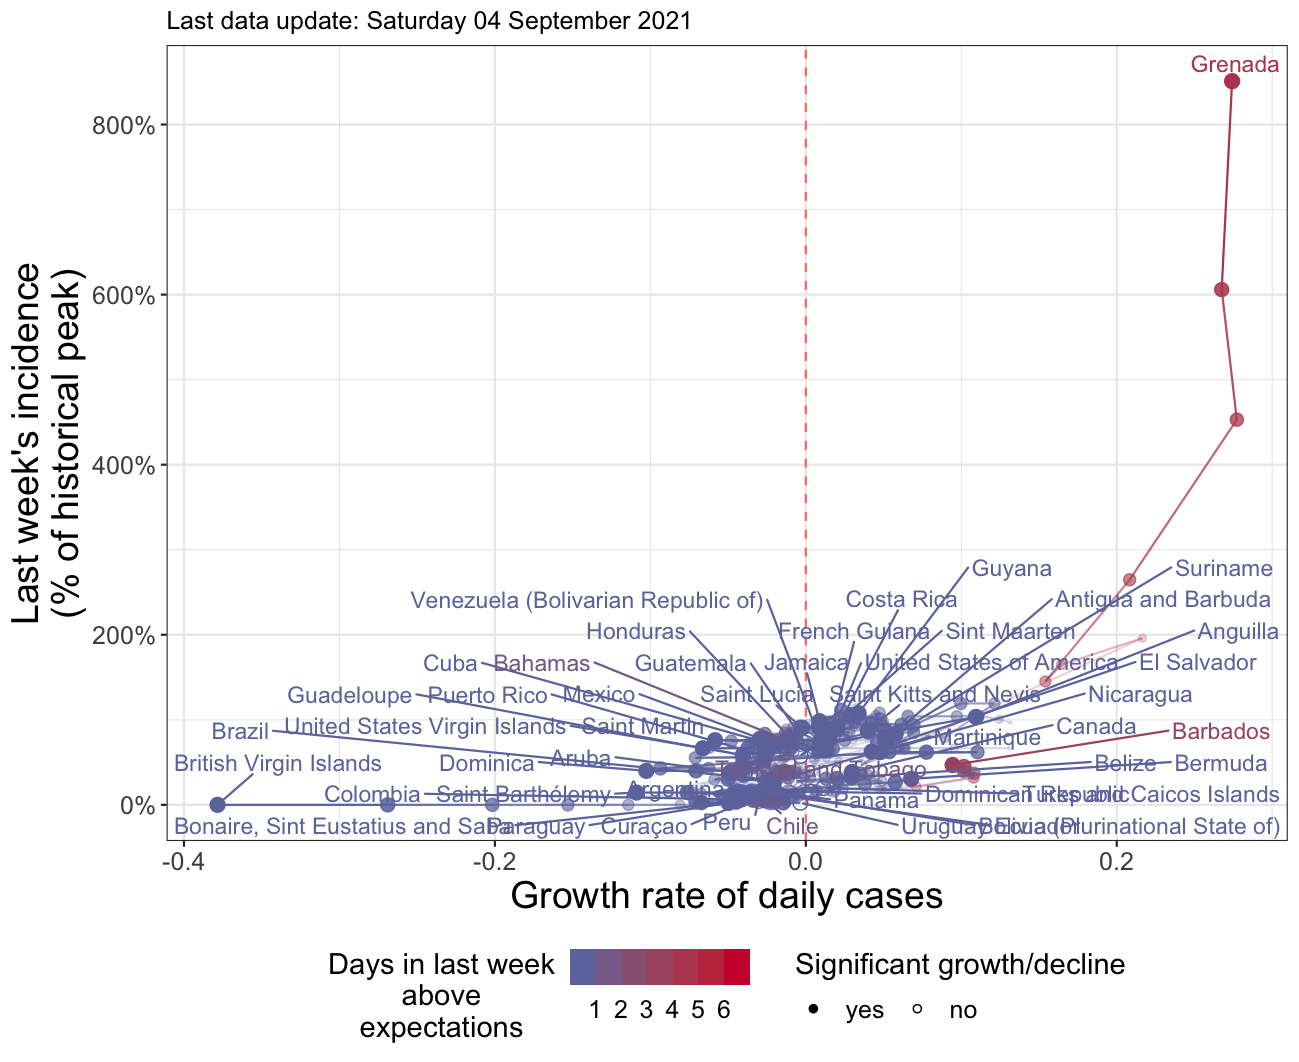 Last data update: Saturday 04 September 2021
Grenada
800%
600%
400%
200%
0%
Last week's incidence
(% of historical peak)
Guyana
Suriname
Venezuela (Bolivarian Republic of)
Costa Rica
Antigua and Barbuda
Honduras
French Guiana
Sint Maarten
Anguilla
Cuba
Bahamas
Guatemala
Jamaica
United States of America
El Salvador
Guadeloupe
Puerto Rico
Mexico
Saint Lucia
Saint Kitts and Nevis
Nicaragua
Brazil
United States Virgin Islands
Saint Martin
Martinique
Canada
Barbados
British Virgin Islands
Dominica
Aruba
Trinidad and Tobago
Belize
Bermuda
Colombia
Saint Barthélemy
Argentina
Panama
Dominican Republic
Turks and Caicos Islands
Bonaire, Sint Eustatius and Saba
Paraguay
Curaçao
Peru
Chile
Uruguay
Ecuador
Bolivia (Plurinational State of)
-0.4
-0.2
0.0
0.2
Growth rate of daily cases
Days in last week
above
expectations
1 2 3 4 5 6
Significant growth/decline
yes
no